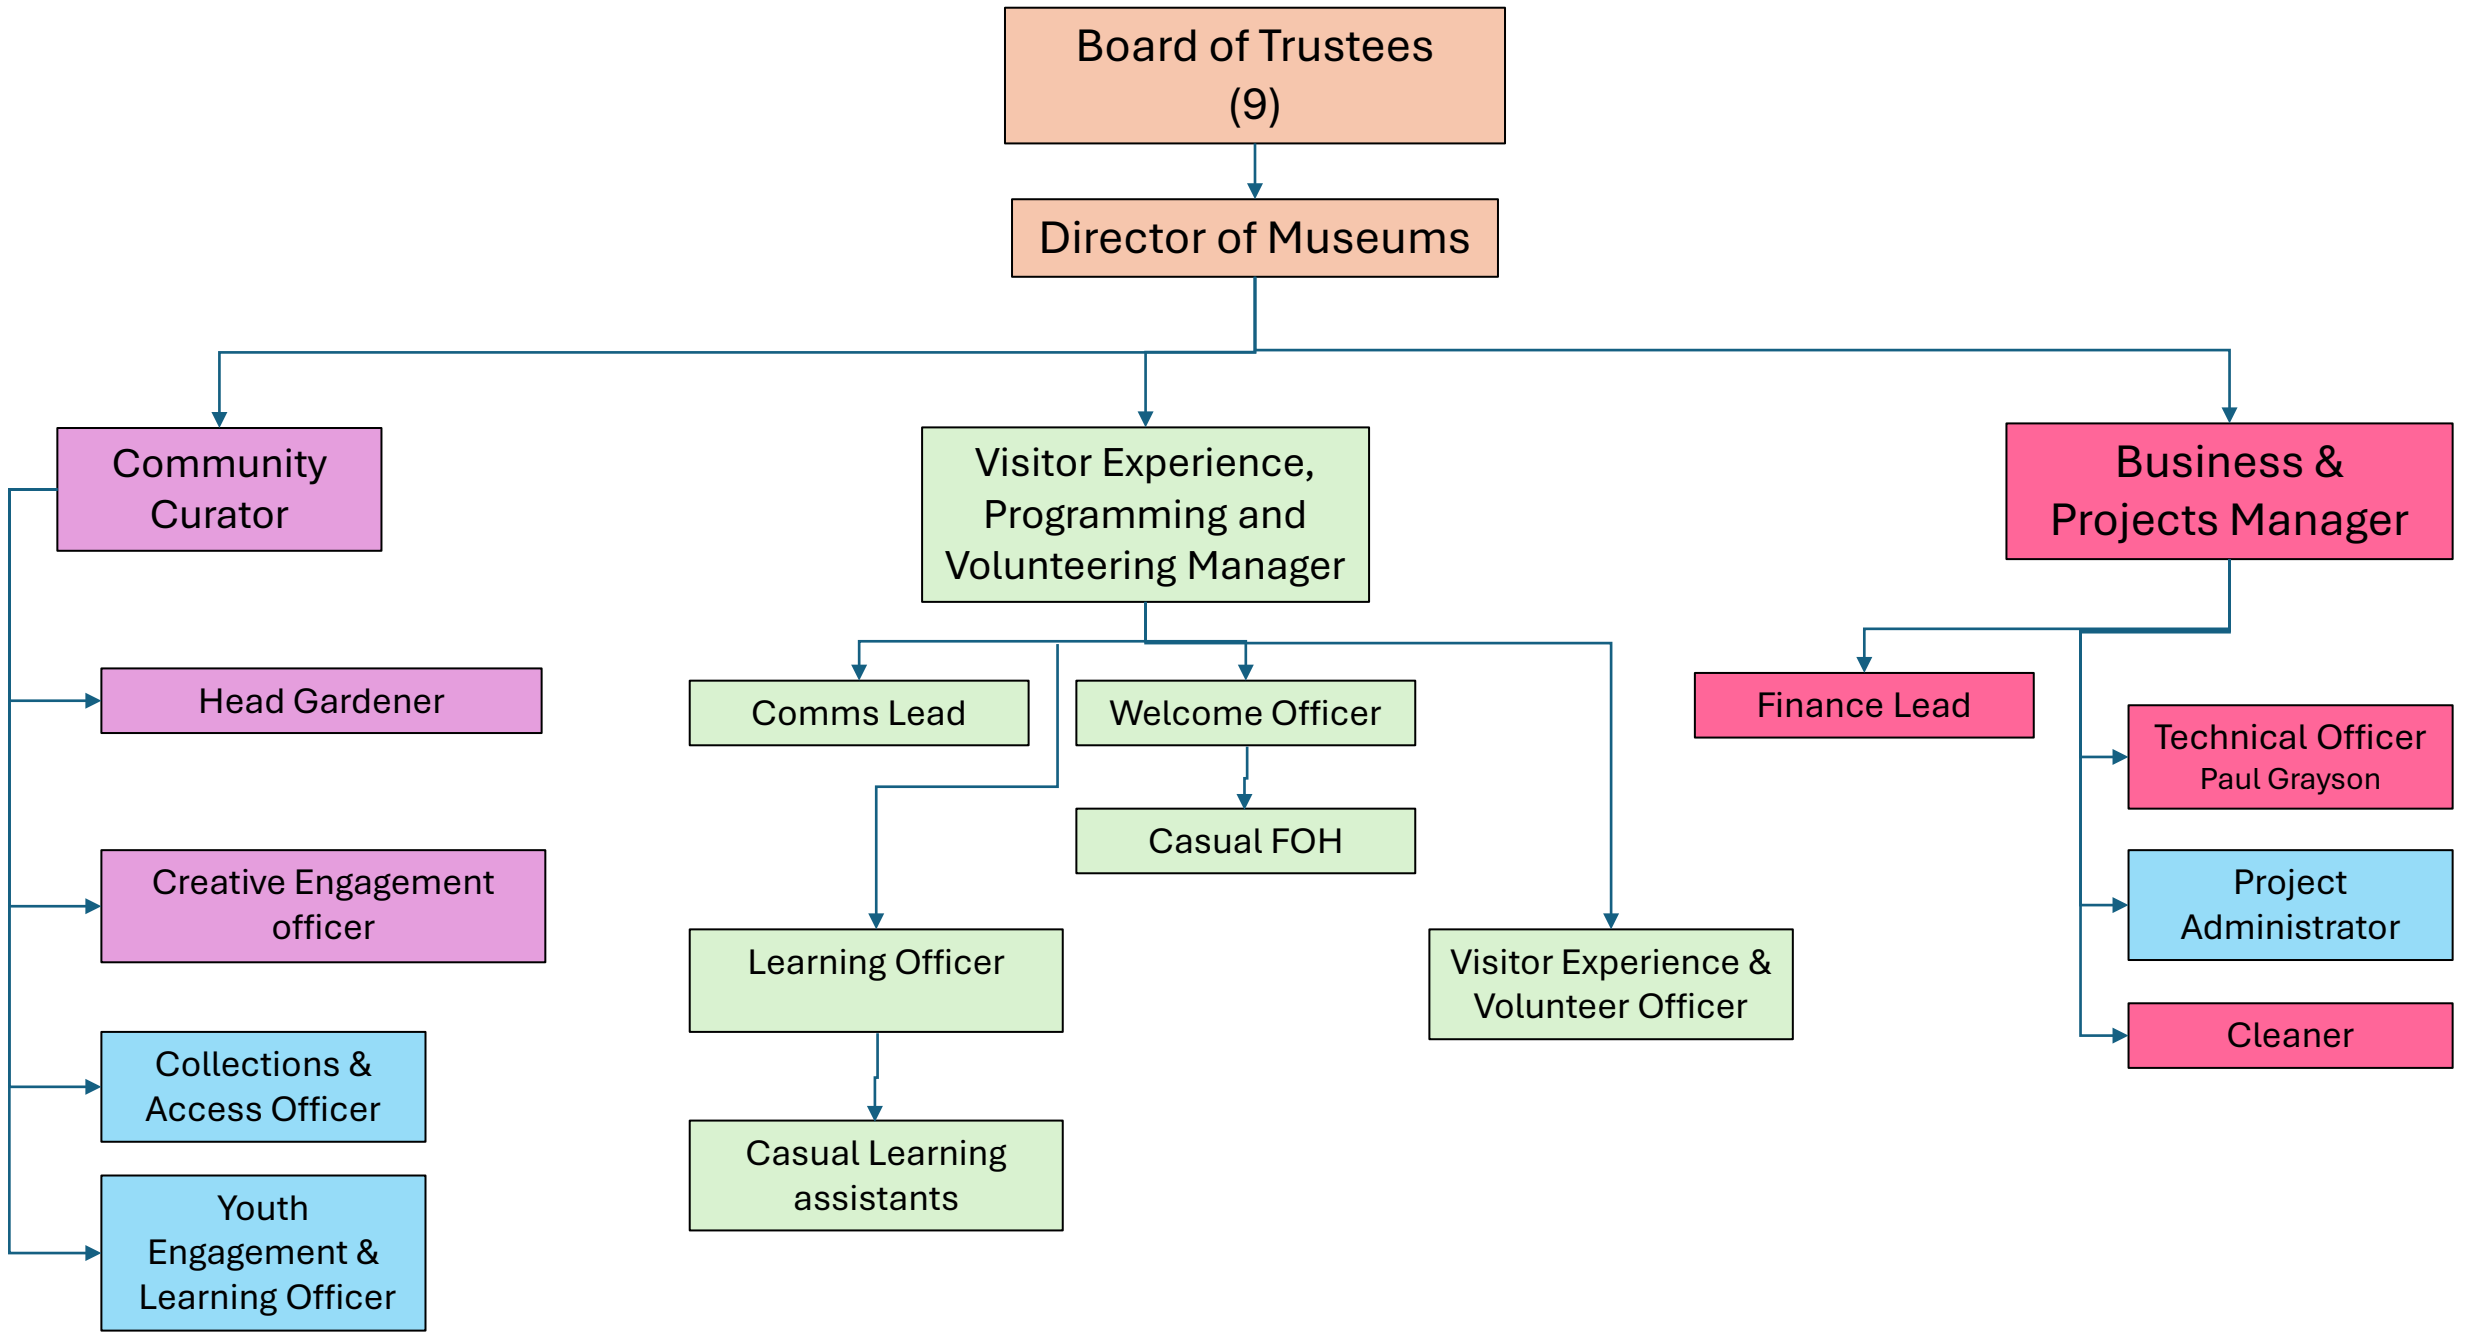 Board of Trustees
(9)
Director of Museums
Community
Curator
Visitor Experience,
Programming and
Volunteering Manager
Business &
Projects Manager
Head Gardener
Creative Engagement
officer
Collections &
Access Officer
Youth
Engagement &
Learning Officer
Comms Lead
Welcome Officer
Casual FOH
Learning Officer
Casual Learning
assistants
Visitor Experience &
Volunteer Officer
Finance Lead
Technical Officer
Paul Grayson
Project
Administrator
Cleaner